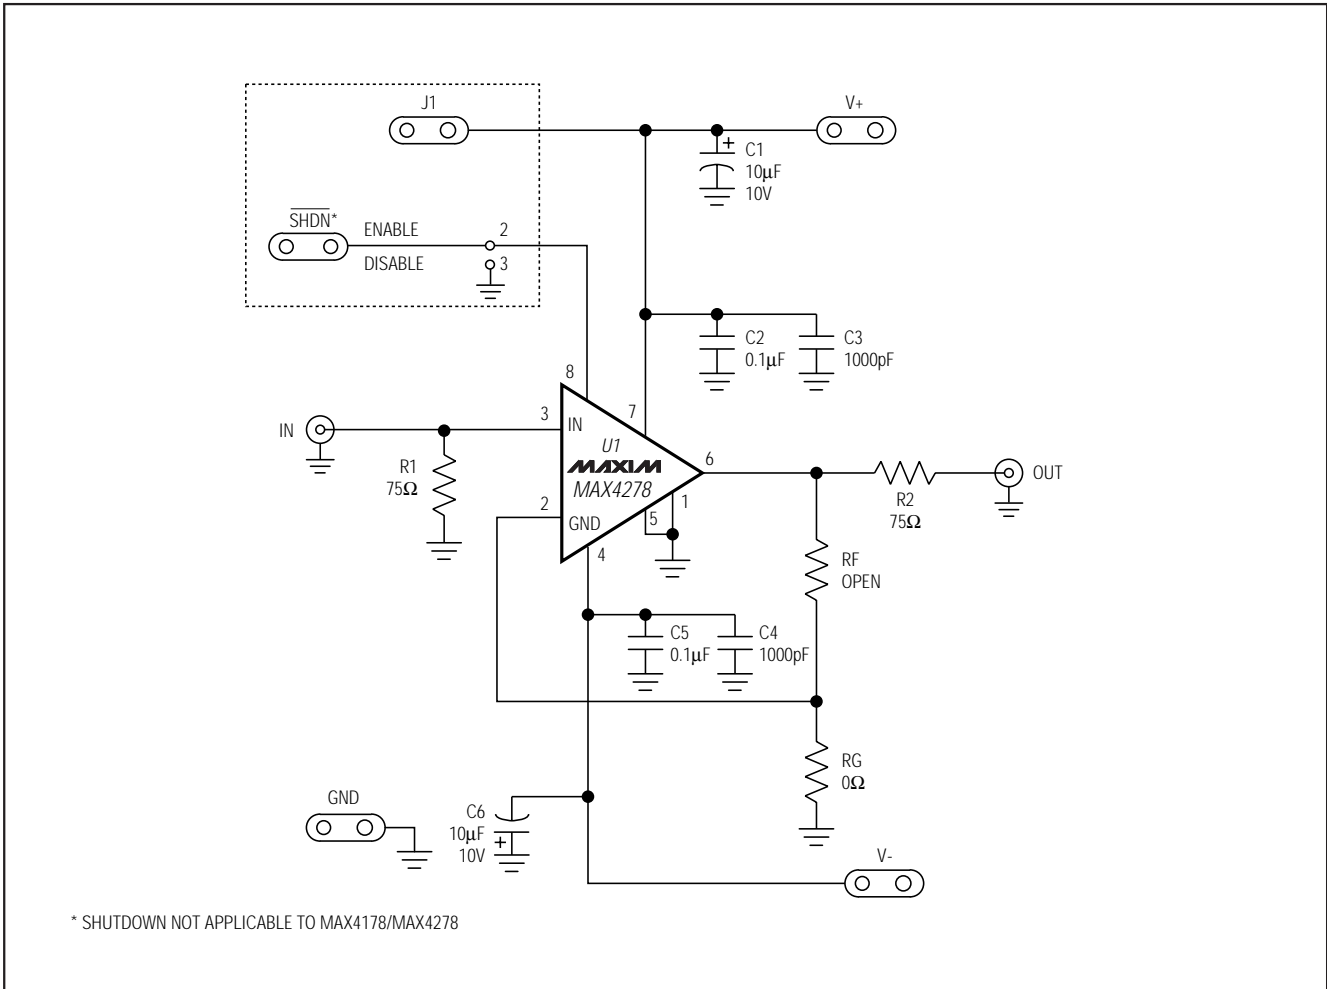 J1
V+
+
C1
10µF
10V
SHDN*
ENABLE
2
DISABLE
3
C2
0.1µF
C3
1000pF
8
7
3
IN
IN
U1
MAXIM
MAX4278
6
R1
75Ω
OUT
R2
75Ω
2
GND
5
1
4
RF
OPEN
C5
0.1µF
C4
1000pF
RG
0Ω
GND
C6
10µF
+
10V
V-
* SHUTDOWN NOT APPLICABLE TO MAX4178/MAX4278